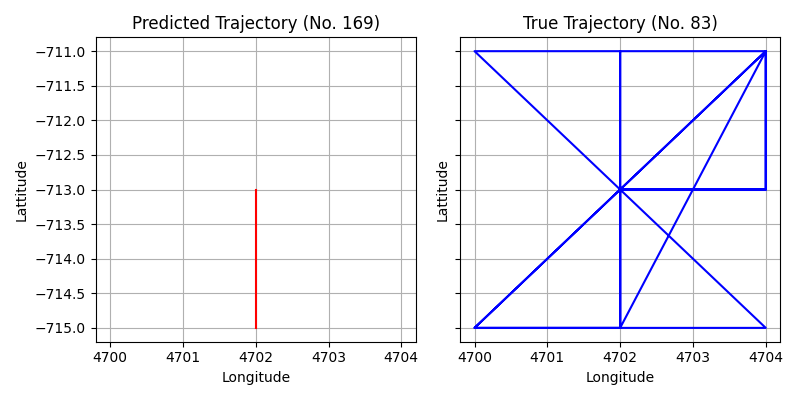 Predicted Trajectory (No. 169)
True Trajectory (No. 83)
−711.0
−711.5
−712.0
−712.5
−713.0
−713.5
−714.0
−714.5
−715.0
Lattitude
Lattitude
4700 4701 4702 4703 4704
4700 4701 4702 4703 4704
Longitude
Longitude